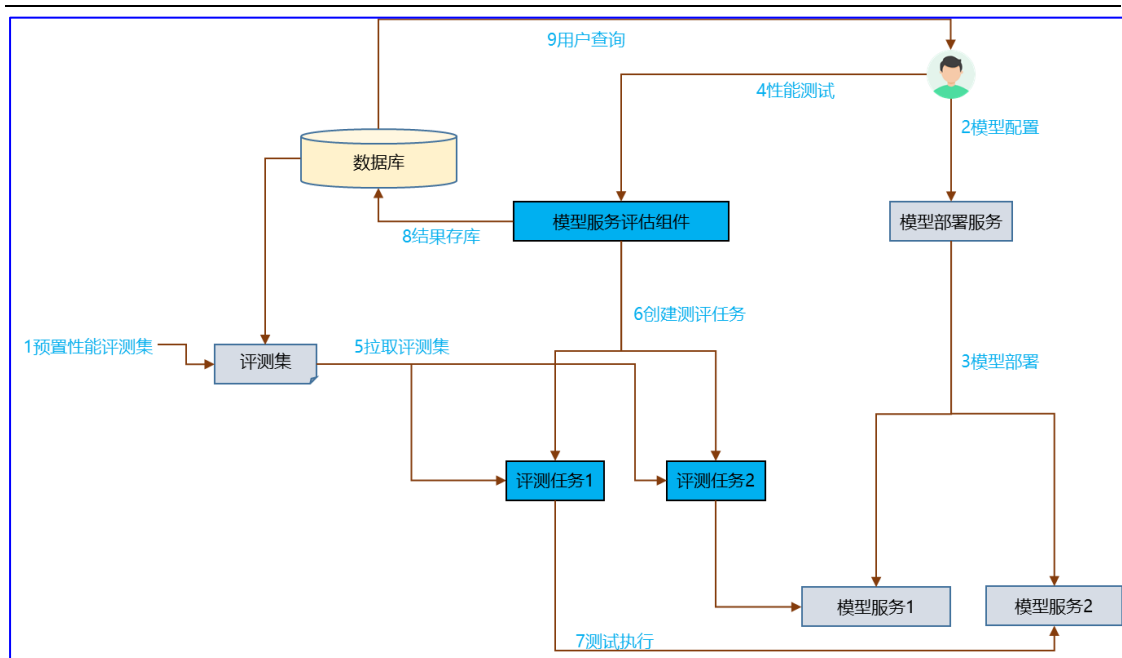 9用户查询
4性能测试
2模型配置
数据库
模型服务评估组件
模型部署服务
8结果存库
6创建测评任务
1预置性能评测集
5拉取评测集
评测集
3模型部署
评测任务1
评测任务2
模型服务1
模型服务2
7测试执行